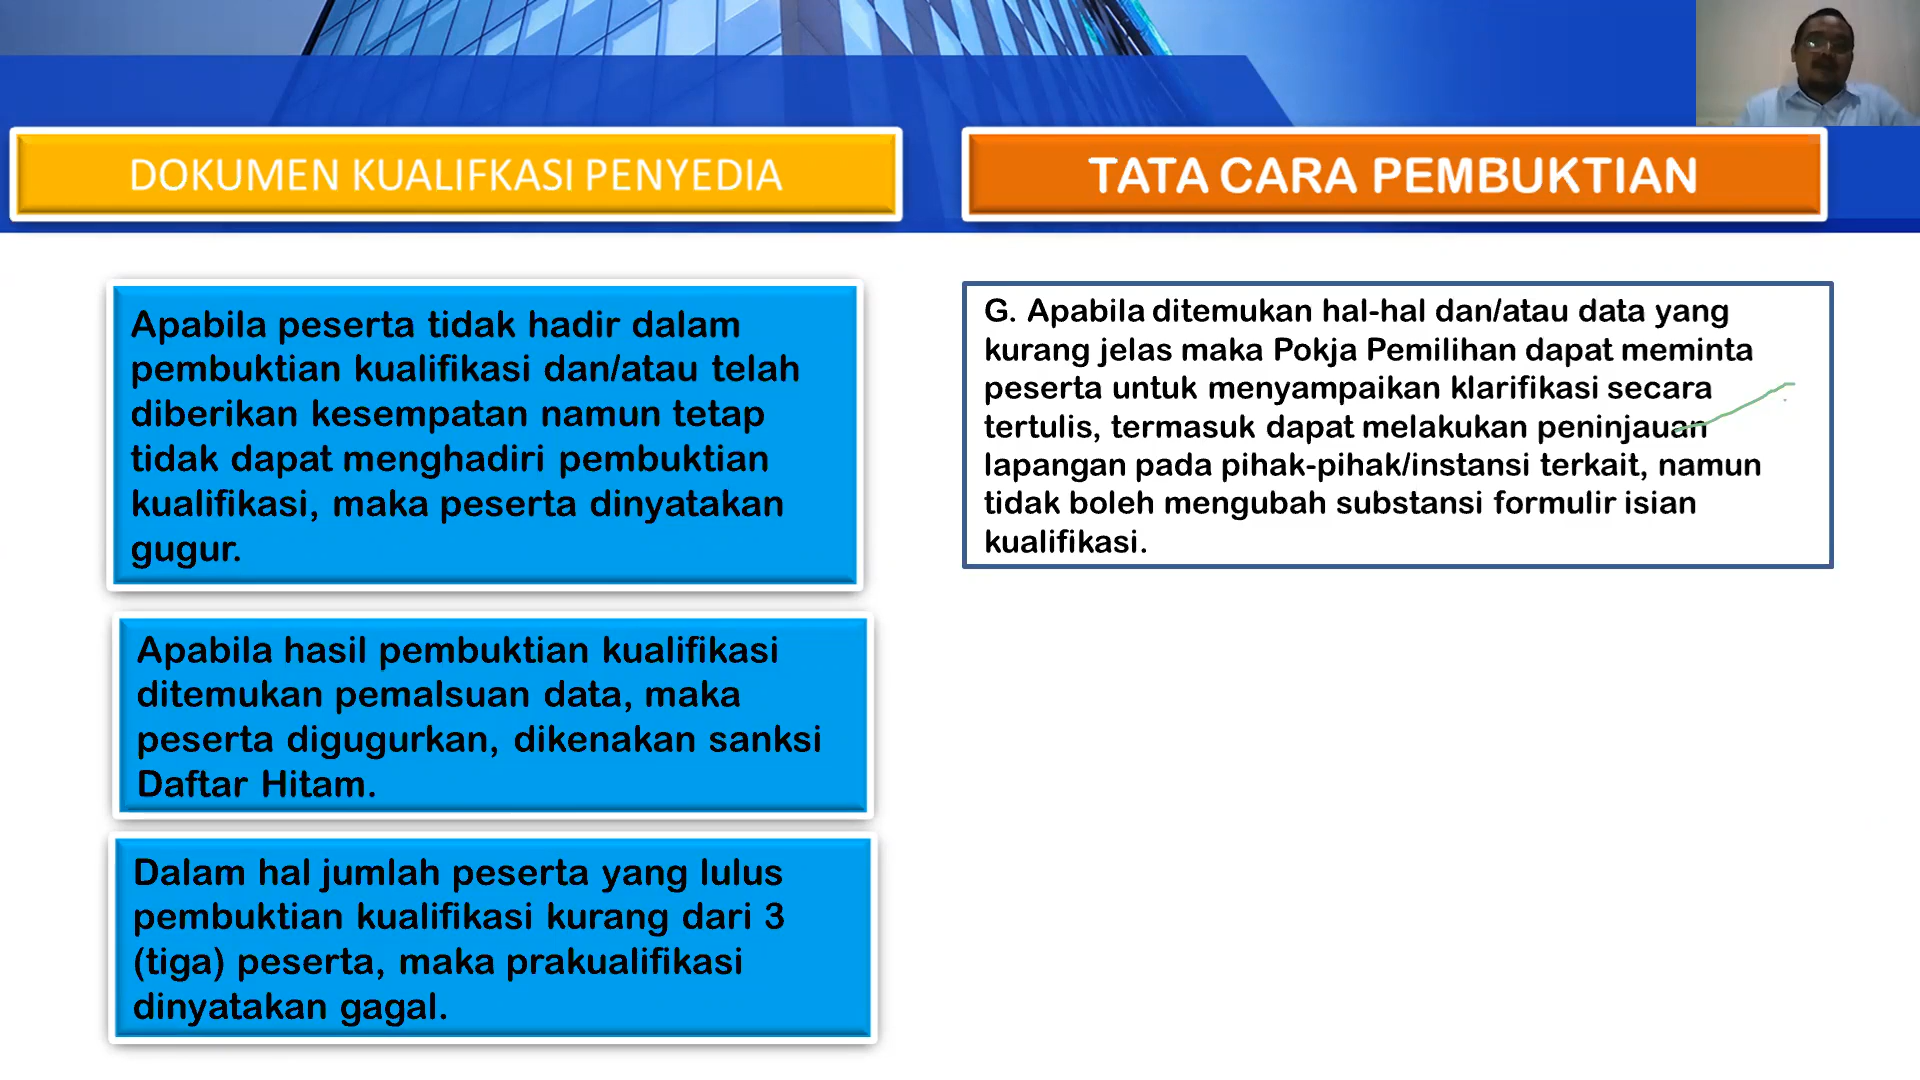 DOKUMEN KUALIFKASI PENYEDIA
TATA CARA PEMBUKTIAN
Apabila peserta tidak hadir dalam
pembuktian kualifikasi dan/atau telah
diberikan kesempatan namun tetap
tidak dapat menghadiri pembuktian
kualifikasi, maka peserta dinyatakan
gugur.
Apabila hasil pembuktian kualifikasi
ditemukan pemalsuan data, maka
peserta digugurkan, dikenakan sanksi
Daftar Hitam.
Dalam hal jumlah peserta yang lulus
pembuktian kualifikasi kurang dari 3
(tiga) peserta, maka prakualifikasi
dinyatakan gagal.
G. Apabila ditemukan hal-hal dan/atau data yang
kurang jelas maka Pokja Pemilihan dapat meminta
peserta untuk menyampaikan klarifikasi secara
tertulis, termasuk dapat melakukan peninjauan
lapangan pada pihak-pihak/instansi terkait, namun
tidak boleh mengubah substansi formulir isian
kualifikasi.